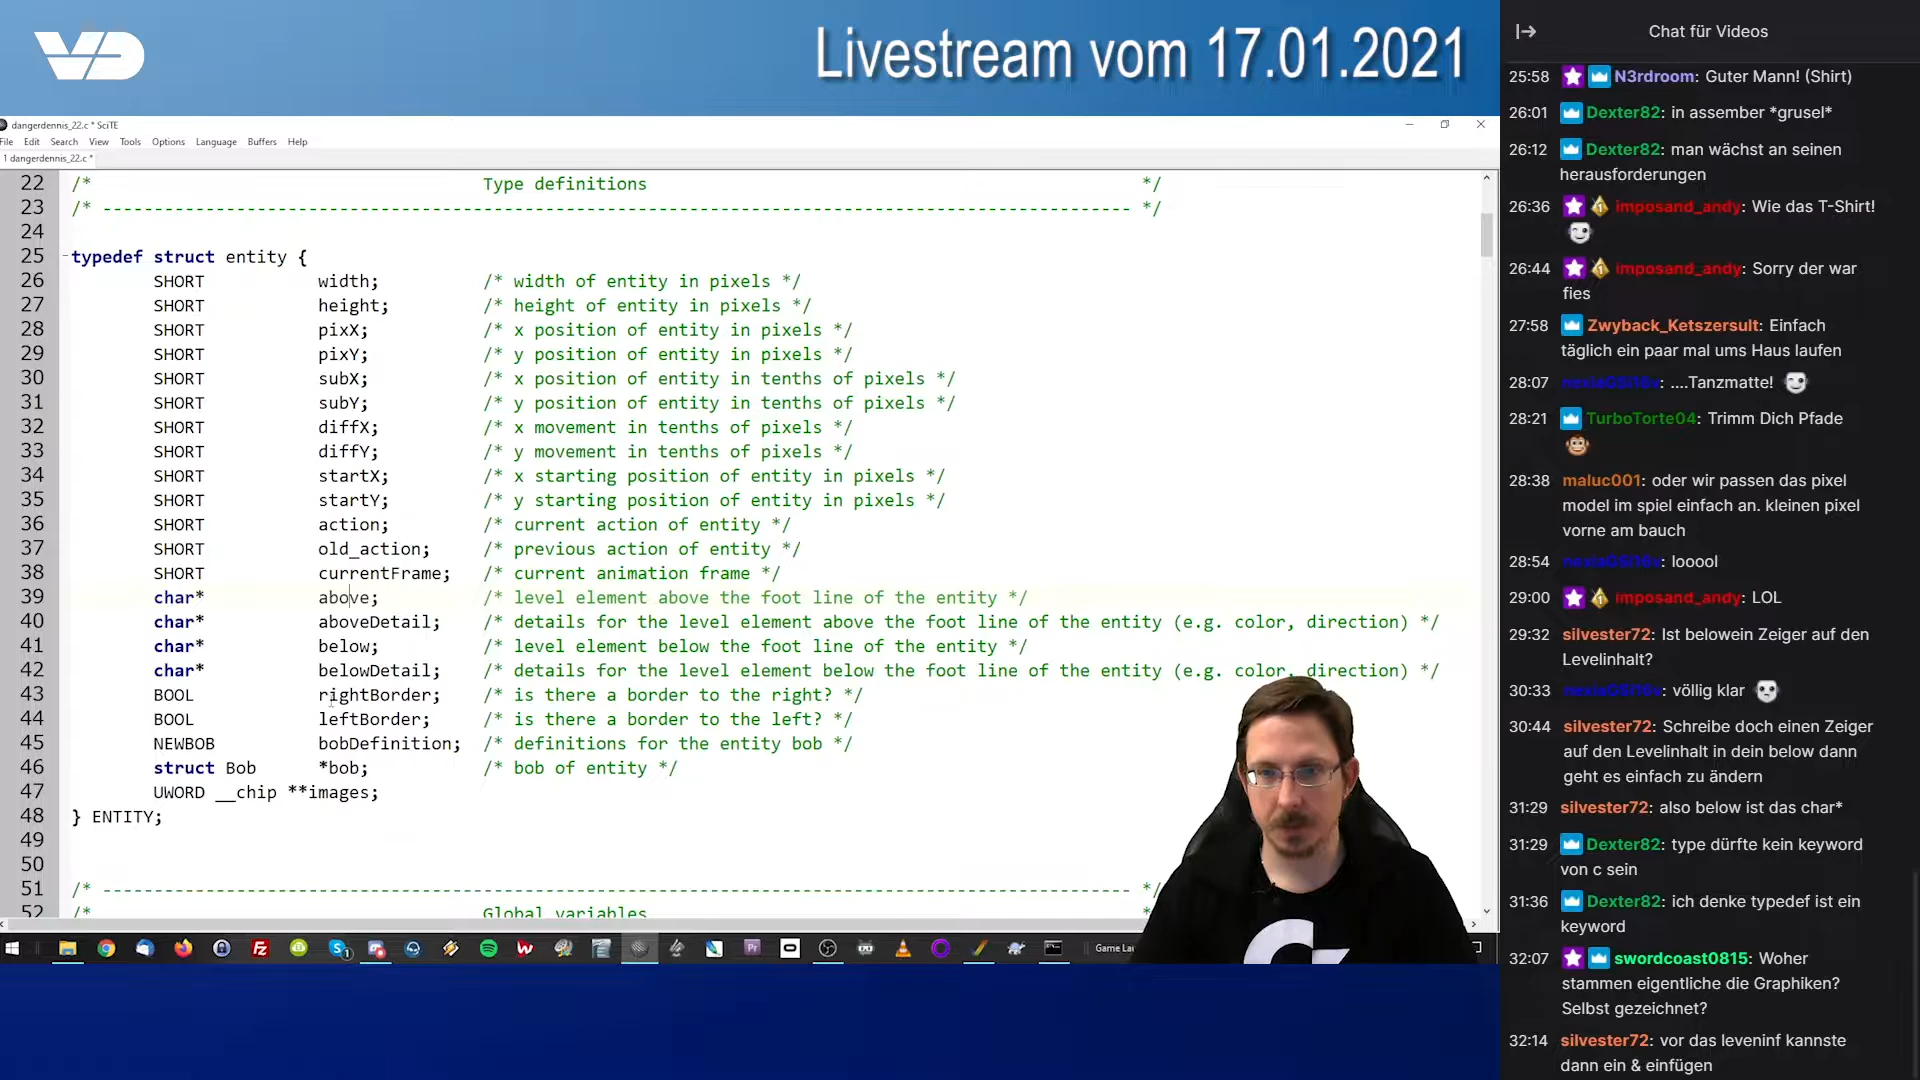 VD
Livestream vom 17.01.2021
dangerdennis_22.c * SciTE
File Edit Search View Tools Options Language Buffers Help
1 dangerdennis_22.c *
22 /* Type definitions */
23 /* ---------------------------------------------------------------------------------------------------- */
24
25 typedef struct entity {
26 SHORT width; /* width of entity in pixels */
27 SHORT height; /* height of entity in pixels */
28 SHORT pixX; /* x position of entity in pixels */
29 SHORT pixY; /* y position of entity in pixels */
30 SHORT subX; /* x position of entity in tenths of pixels */
31 SHORT subY; /* y position of entity in tenths of pixels */
32 SHORT diffX; /* x movement in tenths of pixels */
33 SHORT diffY; /* y movement in tenths of pixels */
34 SHORT startX; /* x starting position of entity in pixels */
35 SHORT startY; /* y starting position of entity in pixels */
36 SHORT action; /* current action of entity */
37 SHORT old_action; /* previous action of entity */
38 SHORT currentFrame; /* current animation frame */
39 char* above; /* level element above the foot line of the entity */
40 char* aboveDetail; /* details for the level element above the foot line of the entity (e.g. color, direction) */
41 char* below; /* level element below the foot line of the entity */
42 char* belowDetail; /* details for the level element below the foot line of the entity (e.g. color, direction) */
43 BOOL rightBorder; /* is there a border to the right? */
44 BOOL leftBorder; /* is there a border to the left? */
45 NEWBOB bobDefinition; /* definitions for the entity bob */
46 struct Bob *bob; /* bob of entity */
47 UWORD __chip **images;
48 } ENTITY;
49
50
51 /* ---------------------------------------------------------------------------------------------------- */
52 /* Global variables
Game Lau
Chat für Videos
25:58 N3rdroom: Guter Mann! (Shirt)
26:01 Dexter82: in assember *grusel*
26:12 Dexter82: man wächst an seinen
herausforderungen
26:36 imposand_andy: Wie das T-Shirt!
26:44 imposand_andy: Sorry der war
fies
27:58 Zwyback_Ketszersult: Einfach
täglich ein paar mal ums Haus laufen
28:07 : ....Tanzmatte!
28:21 TurboTorte04: Trimm Dich Pfade
28:38 maluc001: oder wir passen das pixel
model im spiel einfach an. kleinen pixel
vorne am bauch
28:54 : looool
29:00 imposand_andy: LOL
29:32 silvester72: Ist belowein Zeiger auf den
Levelinhalt?
30:33 : völlig klar
30:44 silvester72: Schreibe doch einen Zeiger
auf den Levelinhalt in dein below dann
geht es einfach zu ändern
31:29 silvester72: also below ist das char*
31:29 Dexter82: type dürfte kein keyword
von c sein
31:36 Dexter82: ich denke typedef ist ein
keyword
32:07 swordcoast0815: Woher
stammen eigentliche die Graphiken?
Selbst gezeichnet?
32:14 silvester72: vor das leveninf kannste
dann ein & einfügen